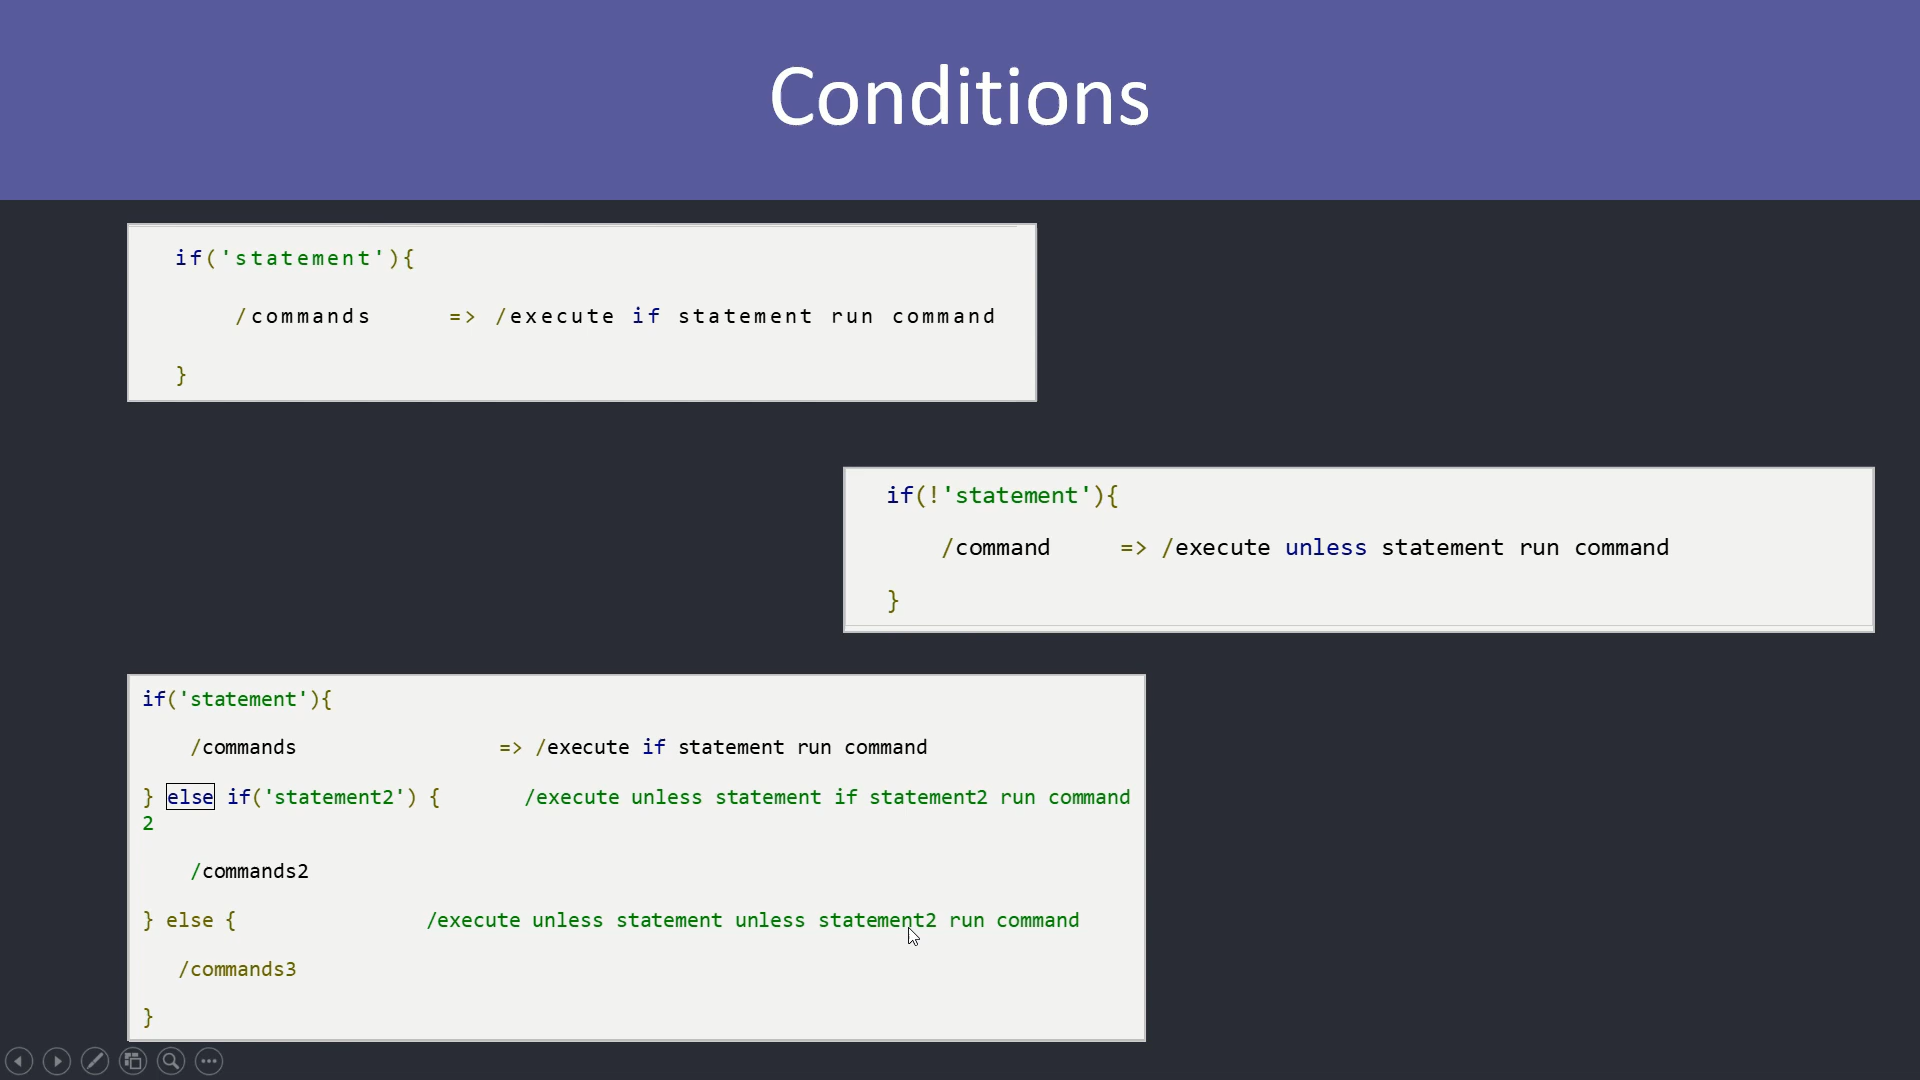 Conditions
if('statement'){
/commands => /execute if statement run command
}
if(!'statement'){
/command => /execute unless statement run command
}
if('statement'){
/commands => /execute if statement run command
} else if('statement2') { /execute unless statement if statement2 run command
2
/commands2
} else { /execute unless statement unless statement2 run command
/commands3
}